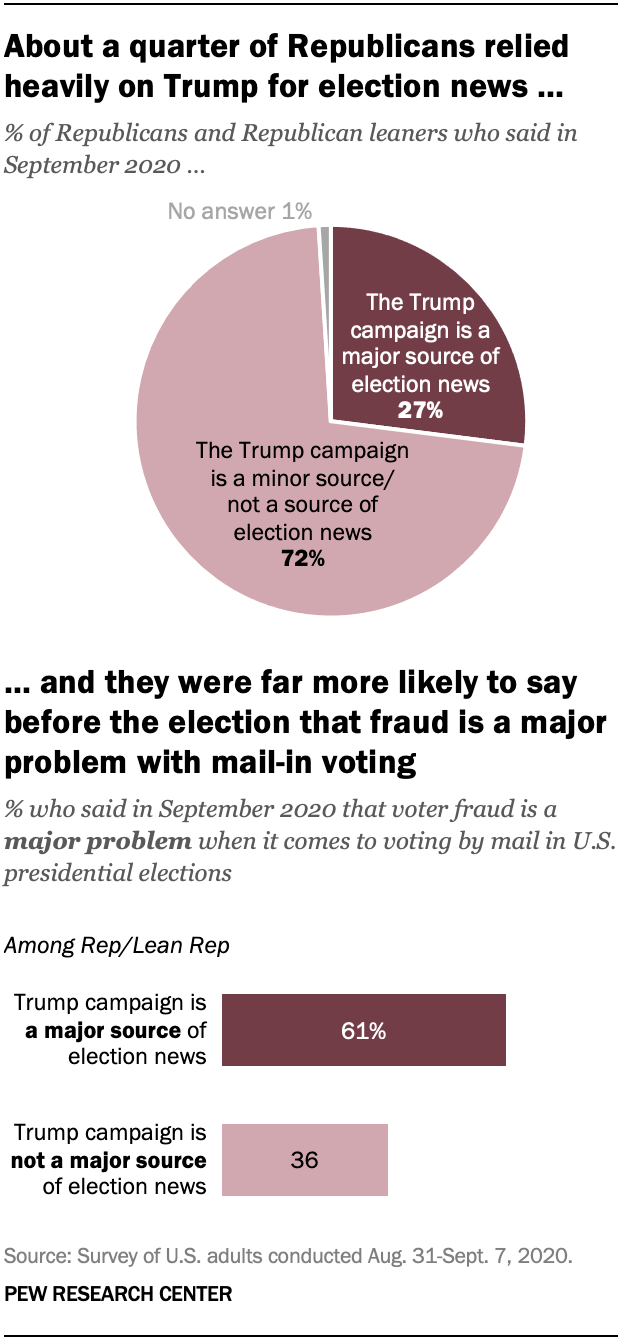 About a quarter of Republicans relied
heavily on Trump for election news ...
% of Republicans and Republican leaners who said in
September 2020 ...
No answer 1%
The Trump
campaign is a
major source of
election news
27%
The Trump campaign
is a minor source/
not a source of
election news
72%
... and they were far more likely to say
before the election that fraud is a major
problem with mail-in voting
% who said in September 2020 that voter fraud is a
major problem when it comes to voting by mail in U.S.
presidential elections
Among Rep/Lean Rep
Trump campaign is
a major source of
election news
61%
Trump campaign is
not a major source
of election news
36
Source: Survey of U.S. adults conducted Aug. 31-Sept. 7, 2020.
PEW RESEARCH CENTER